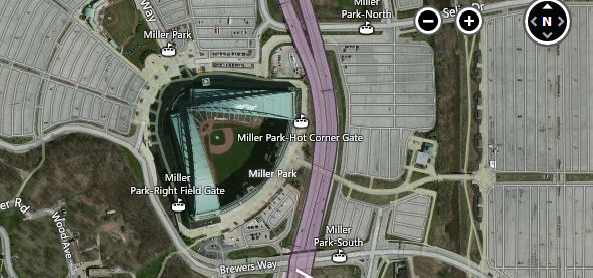 Way
Miller
Park-North
Miller Park
N
Miller Park-Hot Corner Gate
Miller Park
Miller
Park-Right Field Gate
Wood Ave
Miller
Park-South
Brewers Way